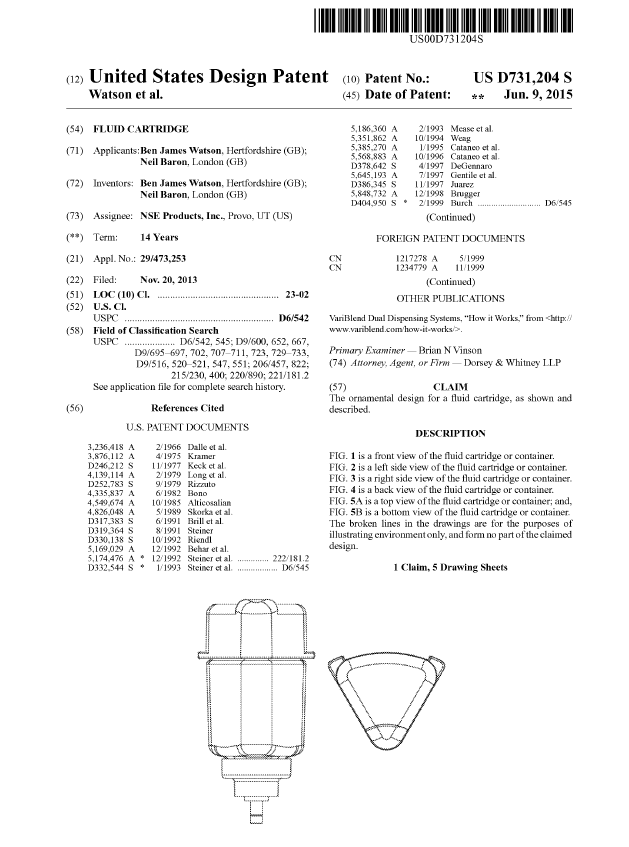 US00D731204S
(12) United States Design Patent
Watson et al.
(10) Patent No.: US D731,204 S
(45) Date of Patent: ** Jun. 9, 2015
(54) FLUID CARTRIDGE
(71) Applicants: Ben James Watson, Hertfordshire (GB);
Neil Baron, London (GB)
(72) Inventors: Ben James Watson, Hertfordshire (GB);
Neil Baron, London (GB)
(73) Assignee: NSE Products, Inc., Provo, UT (US)
(**) Term: 14 Years
(21) Appl. No.: 29/473,253
(22) Filed: Nov. 20, 2013
(51) LOC (10) Cl. ................................................ 23-02
(52) U.S. Cl.
USPC .......................................................... D6/542
(58) Field of Classification Search
USPC .................... D6/542, 545; D9/600, 652, 667,
D9/695–697, 702, 707–711, 723, 729–733,
D9/516, 520–521, 547, 551; 206/457, 822;
215/230, 400; 220/890; 221/181.2
See application file for complete search history.
(56) References Cited
U.S. PATENT DOCUMENTS
3,236,418 A 2/1966 Dalle et al.
3,876,112 A 4/1975 Kramer
D246,212 S 11/1977 Keck et al.
4,139,114 A 2/1979 Long et al.
D252,783 S 9/1979 Rizzuto
4,335,837 A 6/1982 Bono
4,549,674 A 10/1985 Alticosalian
4,826,048 A 5/1989 Skorka et al.
D317,383 S 6/1991 Brill et al.
D319,364 S 8/1991 Steiner
D330,138 S 10/1992 Riendl
5,169,029 A 12/1992 Behar et al.
5,174,476 A * 12/1992 Steiner et al. ............. 222/181.2
D332,544 S * 1/1993 Steiner et al. ................. D6/545
5,186,360 A 2/1993 Mease et al.
5,351,862 A 10/1994 Weag
5,385,270 A 1/1995 Cataneo et al.
5,568,883 A 10/1996 Cataneo et al.
D378,642 S 4/1997 DeGennaro
5,645,193 A 7/1997 Gentile et al.
D386,345 S 11/1997 Juarez
5,848,732 A 12/1998 Brugger
D404,950 S * 2/1999 Burch ........................... D6/545
(Continued)
FOREIGN PATENT DOCUMENTS
CN 1217278 A 5/1999
CN 1234779 A 11/1999
(Continued)
OTHER PUBLICATIONS
VariBlend Dual Dispensing Systems, “How it Works,” from <http://
www.variblend.com/how-it-works/>.
Primary Examiner — Brian N Vinson
(74) Attorney, Agent, or Firm — Dorsey & Whitney LLP
(57) CLAIM
The ornamental design for a fluid cartridge, as shown and
described.
DESCRIPTION
FIG. 1 is a front view of the fluid cartridge or container.
FIG. 2 is a left side view of the fluid cartridge or container.
FIG. 3 is a right side view of the fluid cartridge or container.
FIG. 4 is a back view of the fluid cartridge or container.
FIG. 5A is a top view of the fluid cartridge or container; and,
FIG. 5B is a bottom view of the fluid cartridge or container.
The broken lines in the drawings are for the purposes of
illustrating environment only, and form no part of the claimed
design.
1 Claim, 5 Drawing Sheets